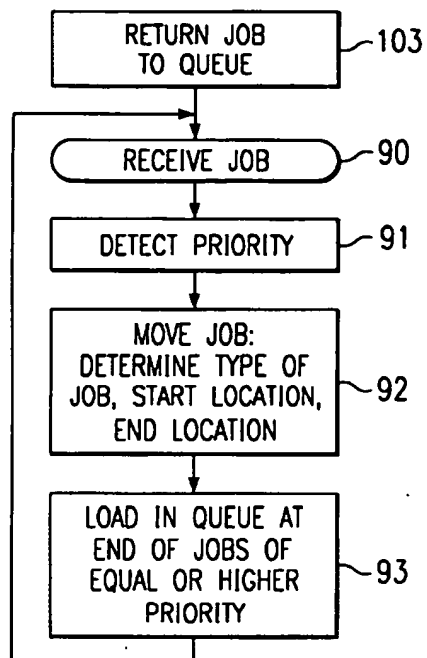 RETURN JOB
TO QUEUE
103
RECEIVE JOB
90
DETECT PRIORITY
91
MOVE JOB:
DETERMINE TYPE OF
JOB, START LOCATION,
END LOCATION
92
LOAD IN QUEUE AT
END OF JOBS OF
EQUAL OR HIGHER
PRIORITY
93